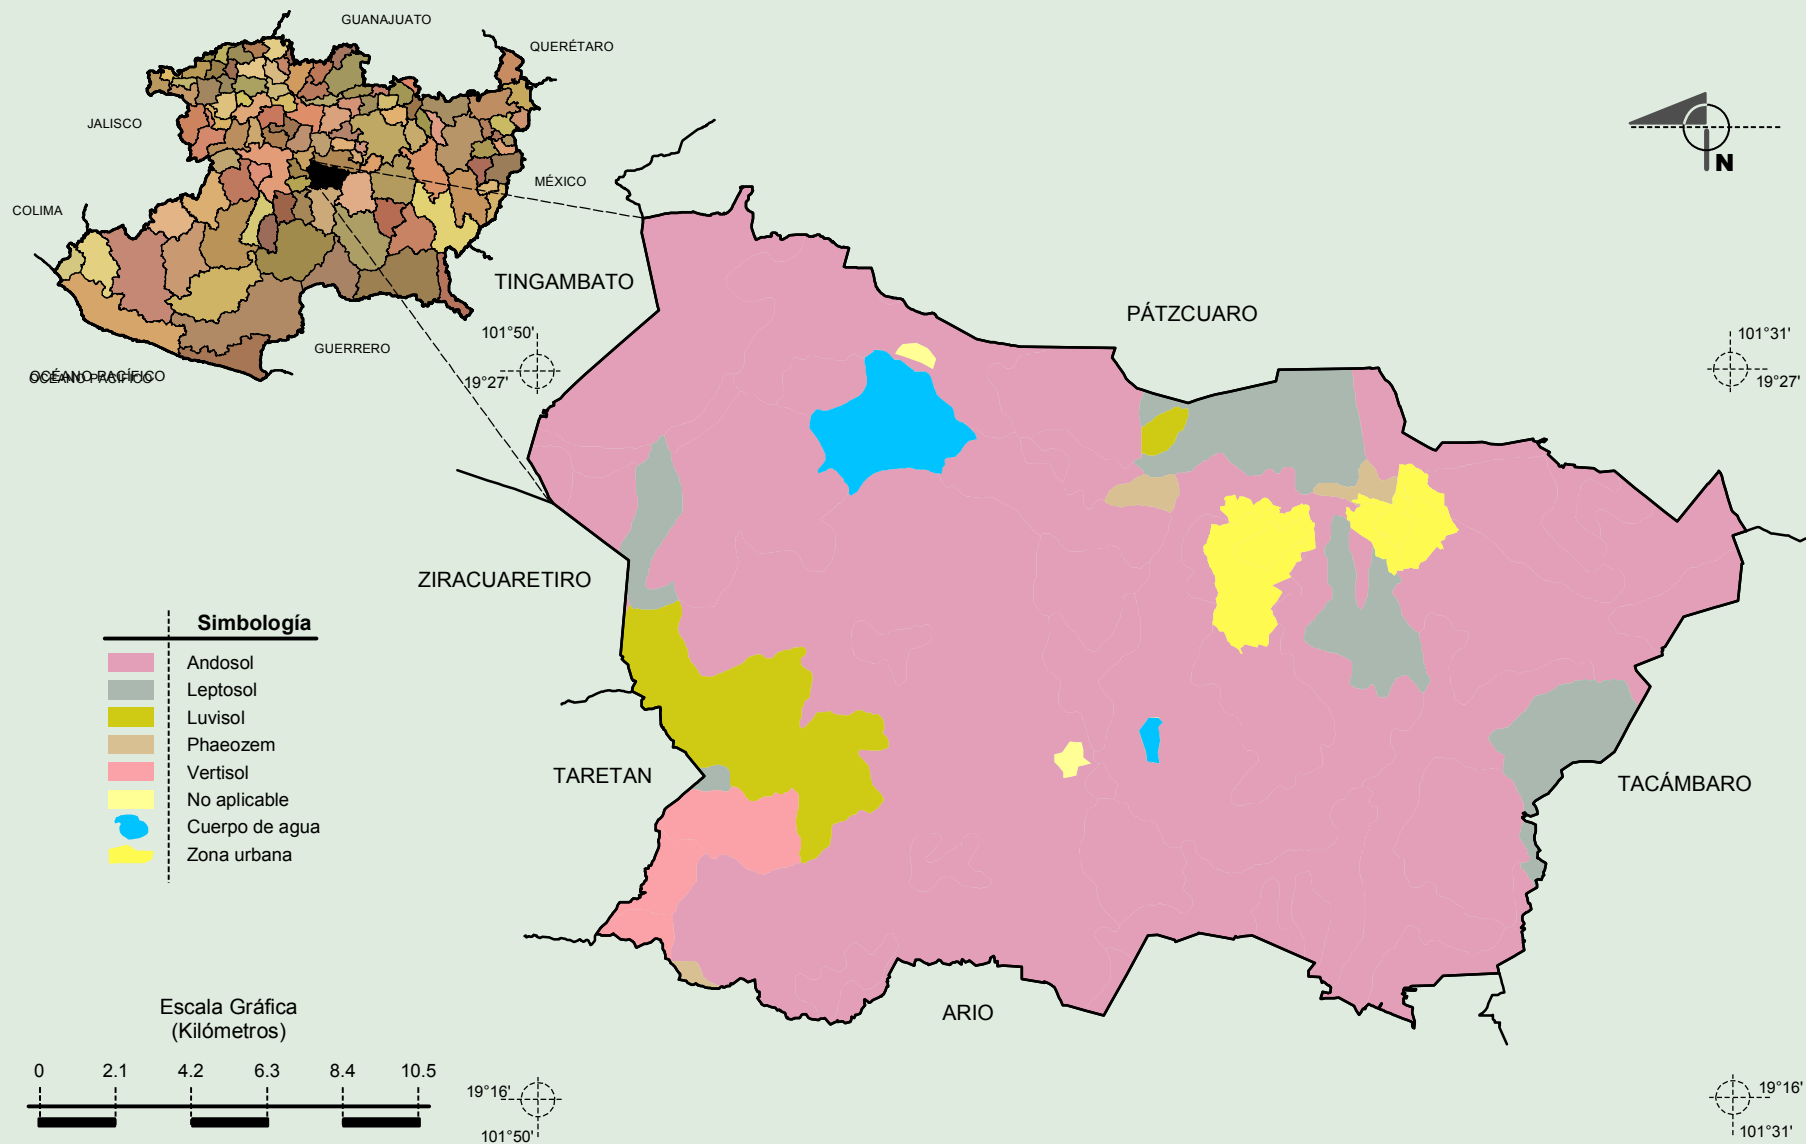 GUANAJUATO
QUERÉTARO
JALISCO
MÉXICO
COLIMA
GUERRERO
OCÉANO PACÍFICO
OCÉANO PACÍFICO
N
TINGAMBATO
PÁTZCUARO
101°50'
19°27'
101°31'
19°27'
ZIRACUARETIRO
TARETAN
TACÁMBARO
ARIO
Simbología
Andosol
Leptosol
Luvisol
Phaeozem
Vertisol
No aplicable
Cuerpo de agua
Zona urbana
Escala Gráfica
(Kilómetros)
0 2.1 4.2 6.3 8.4 10.5
19°16'
101°50'
19°16'
101°31'